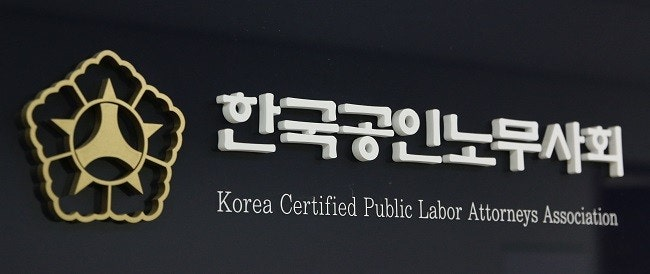 한국공인노무사회
Korea Certified Public Labor Attorneys Association